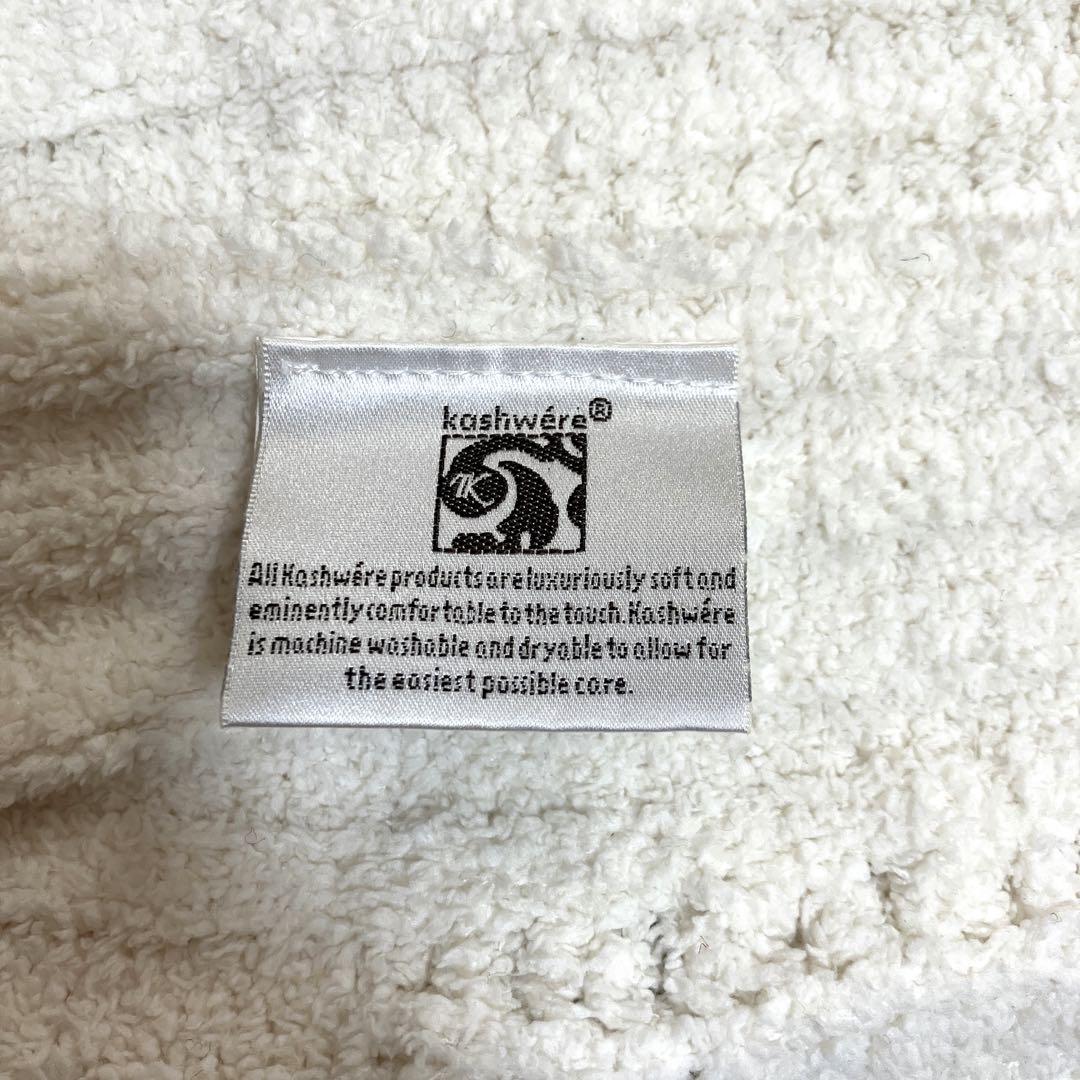 kashwére®
K
All Kashwére products are luxuriously soft and
eminently comfortable to the touch. Kashwére
is machine washable and dryable to allow for
the easiest possible care.